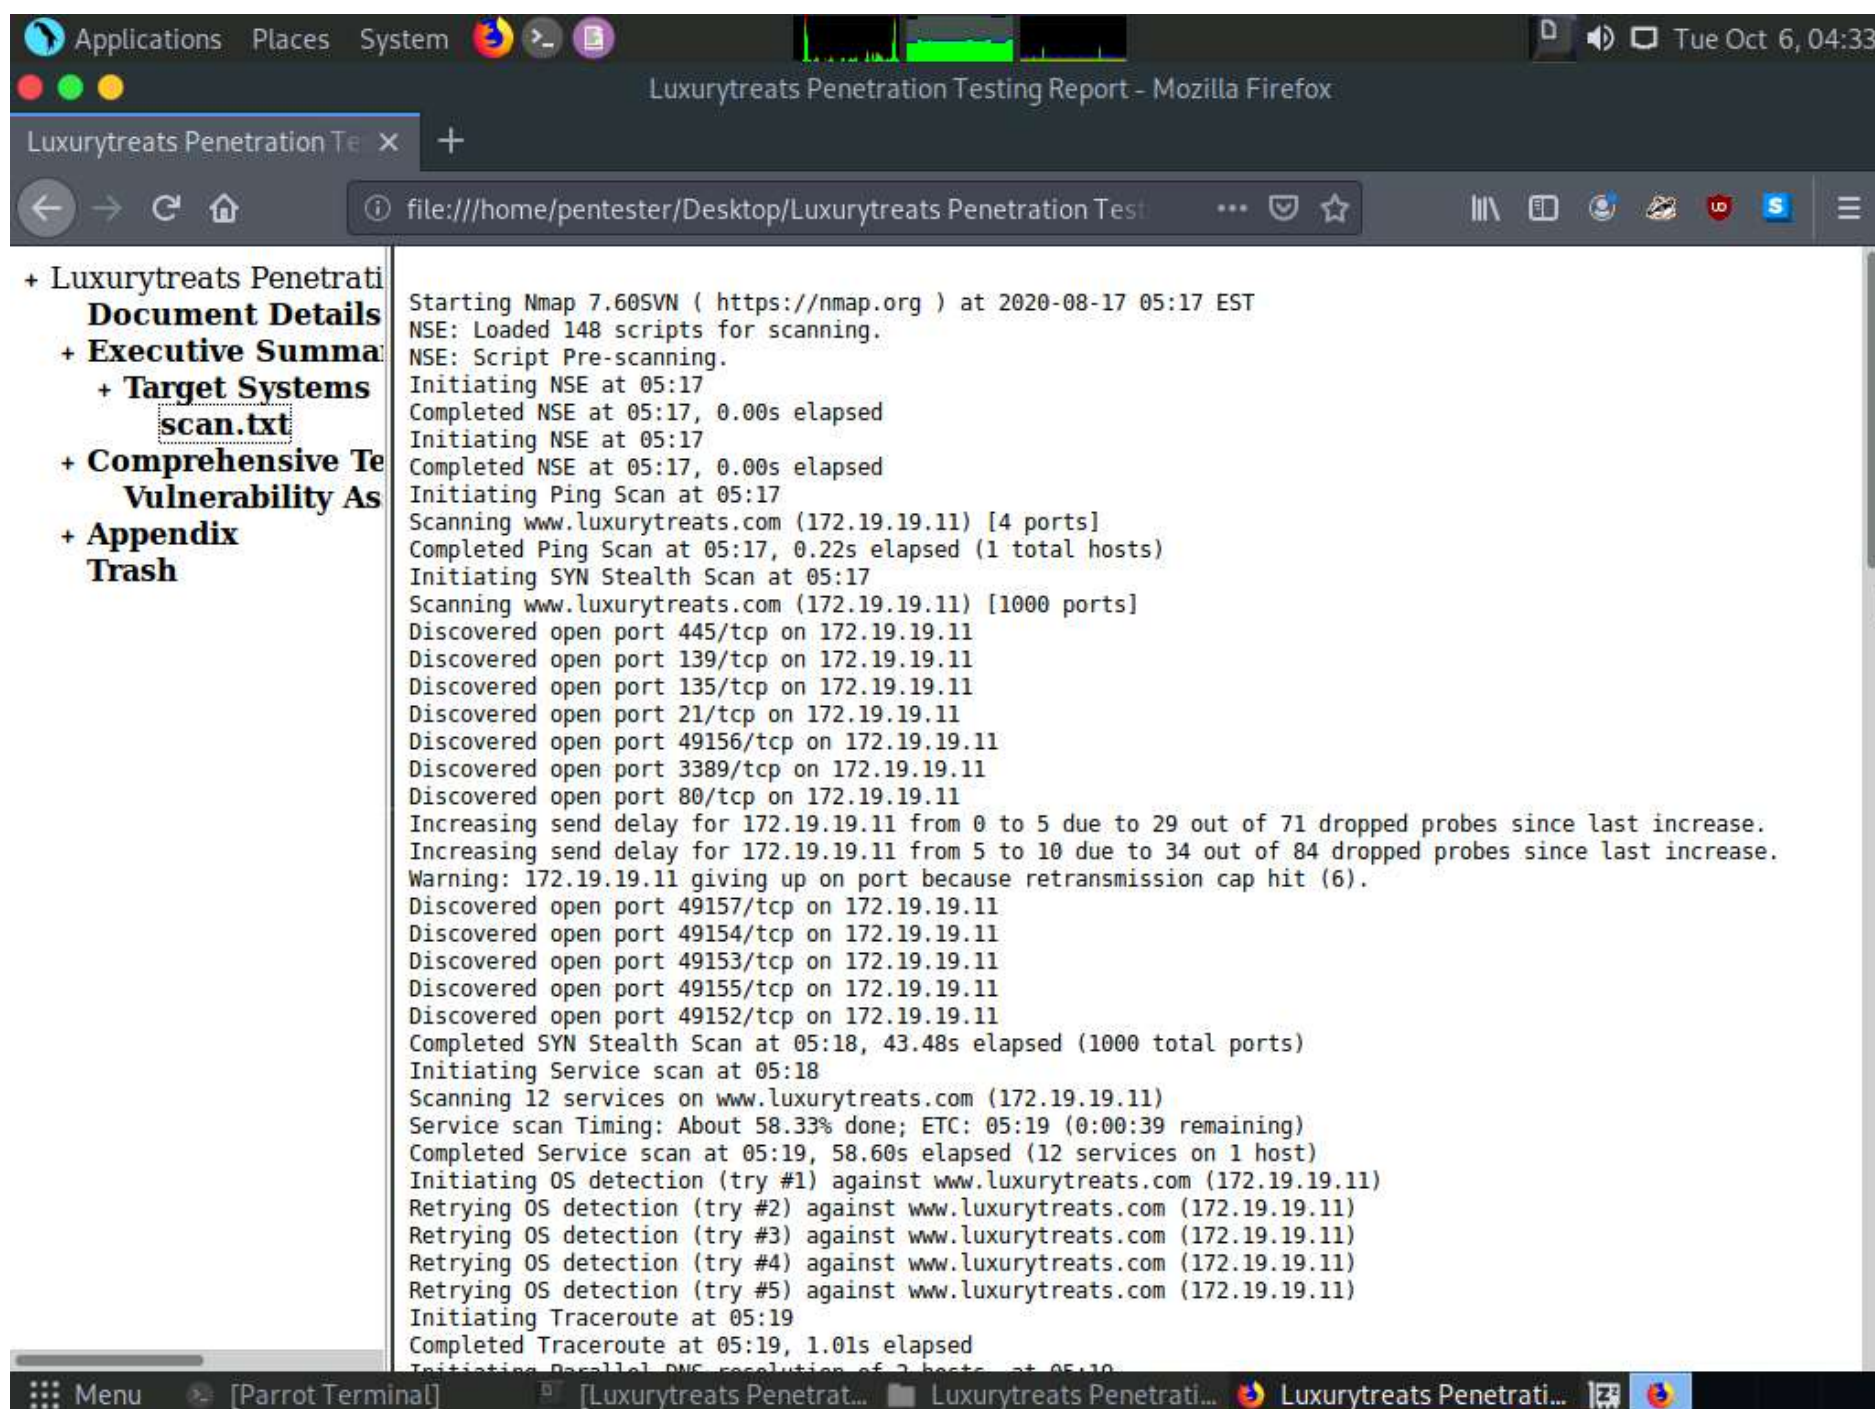 Applications Places System Tue Oct 6, 04:33
Luxurytreats Penetration Testing Report - Mozilla Firefox
Luxurytreats Penetration Te
file:///home/pentester/Desktop/Luxurytreats Penetration Test
+ Luxurytreats Penetrati
Document Details
+ Executive Summa
+ Target Systems
scan.txt
+ Comprehensive Te
Vulnerability As
+ Appendix
Trash
Starting Nmap 7.60SVN ( https://nmap.org ) at 2020-08-17 05:17 EST
NSE: Loaded 148 scripts for scanning.
NSE: Script Pre-scanning.
Initiating NSE at 05:17
Completed NSE at 05:17, 0.00s elapsed
Initiating NSE at 05:17
Completed NSE at 05:17, 0.00s elapsed
Initiating Ping Scan at 05:17
Scanning www.luxurytreats.com (172.19.19.11) [4 ports]
Completed Ping Scan at 05:17, 0.22s elapsed (1 total hosts)
Initiating SYN Stealth Scan at 05:17
Scanning www.luxurytreats.com (172.19.19.11) [1000 ports]
Discovered open port 445/tcp on 172.19.19.11
Discovered open port 139/tcp on 172.19.19.11
Discovered open port 135/tcp on 172.19.19.11
Discovered open port 21/tcp on 172.19.19.11
Discovered open port 49156/tcp on 172.19.19.11
Discovered open port 3389/tcp on 172.19.19.11
Discovered open port 80/tcp on 172.19.19.11
Increasing send delay for 172.19.19.11 from 0 to 5 due to 29 out of 71 dropped probes since last increase.
Increasing send delay for 172.19.19.11 from 5 to 10 due to 34 out of 84 dropped probes since last increase.
Warning: 172.19.19.11 giving up on port because retransmission cap hit (6).
Discovered open port 49157/tcp on 172.19.19.11
Discovered open port 49154/tcp on 172.19.19.11
Discovered open port 49153/tcp on 172.19.19.11
Discovered open port 49155/tcp on 172.19.19.11
Discovered open port 49152/tcp on 172.19.19.11
Completed SYN Stealth Scan at 05:18, 43.48s elapsed (1000 total ports)
Initiating Service scan at 05:18
Scanning 12 services on www.luxurytreats.com (172.19.19.11)
Service scan Timing: About 58.33% done; ETC: 05:19 (0:00:39 remaining)
Completed Service scan at 05:19, 58.60s elapsed (12 services on 1 host)
Initiating OS detection (try #1) against www.luxurytreats.com (172.19.19.11)
Retrying OS detection (try #2) against www.luxurytreats.com (172.19.19.11)
Retrying OS detection (try #3) against www.luxurytreats.com (172.19.19.11)
Retrying OS detection (try #4) against www.luxurytreats.com (172.19.19.11)
Retrying OS detection (try #5) against www.luxurytreats.com (172.19.19.11)
Initiating Traceroute at 05:19
Completed Traceroute at 05:19, 1.01s elapsed
Initiating Parallel DNS resolution of 2 hosts. at 05:19
Menu [Parrot Terminal] [Luxurytreats Penetrat... Luxurytreats Penetrati... Luxurytreats Penetrati...